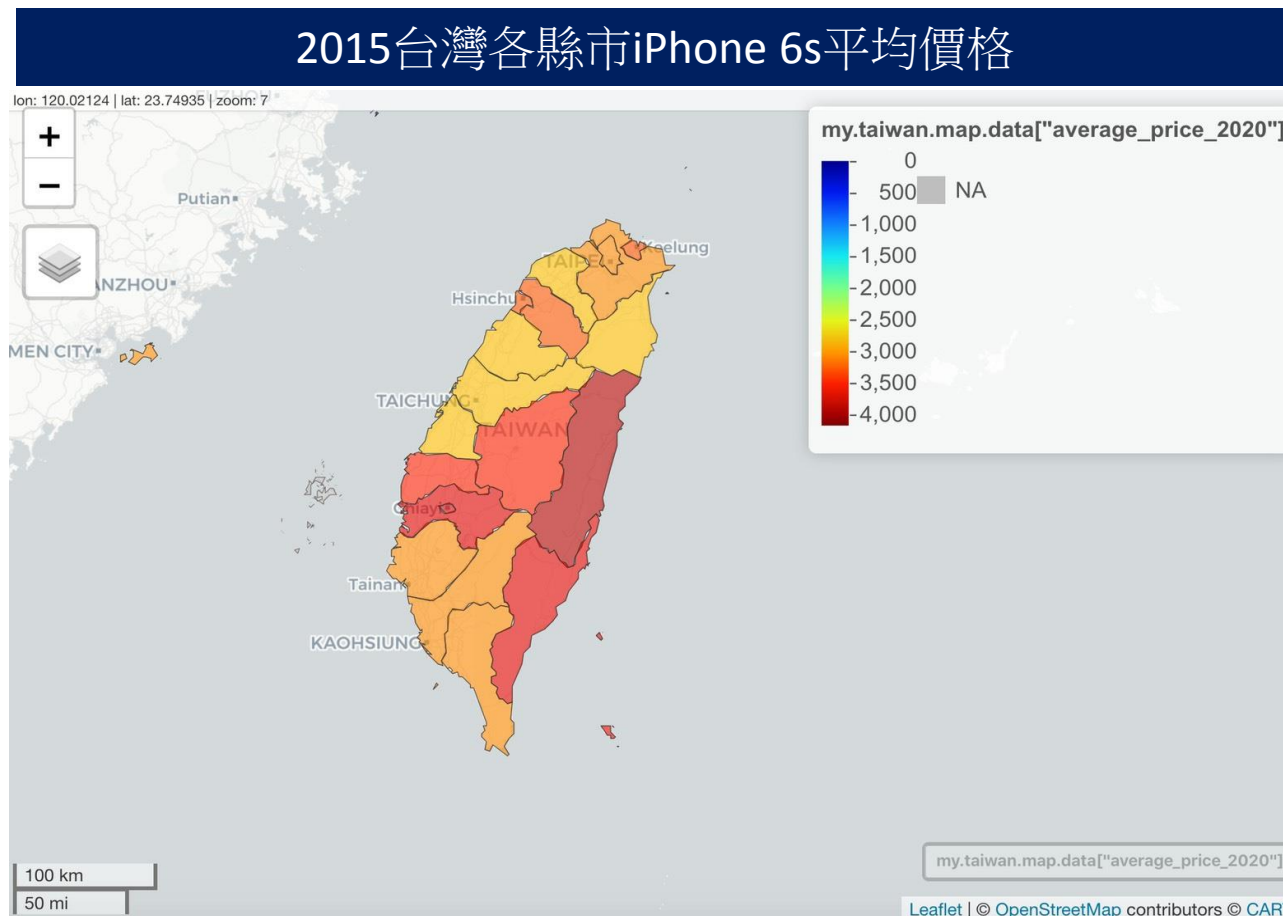 2015台灣各縣市iPhone 6s平均價格
lon: 120.02124 | lat: 23.74935 | zoom: 7
+
−
my.taiwan.map.data["average_price_2020"]
0
500
NA
1,000
1,500
2,000
2,500
3,000
3,500
4,000
Putian
ANZHOU
MEN CITY
Keelung
TAIPEI
Hsinchu
TAICHUNG
TAIWAN
Chiayi
Tainan
KAOHSIUNG
100 km
50 mi
my.taiwan.map.data["average_price_2020"]
Leaflet | © OpenStreetMap contributors © CAR